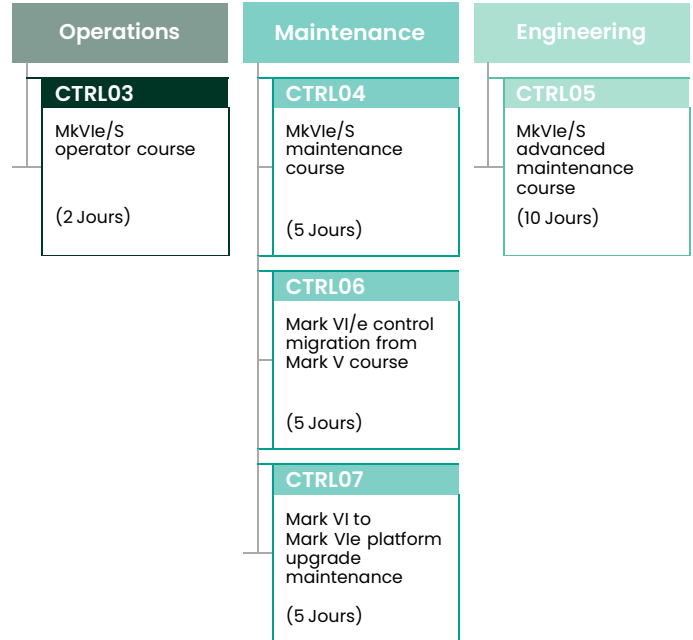 Operations
CTRL03
MkVIe/S
operator course
(2 Jours)
Maintenance
CTRL04
MkVIe/S
maintenance
course
(5 Jours)
CTRL06
Mark VI/e control
migration from
Mark V course
(5 Jours)
CTRL07
Mark VI to
Mark VIe platform
upgrade
maintenance
(5 Jours)
Engineering
CTRL05
MkVIe/S
advanced
maintenance
course
(10 Jours)